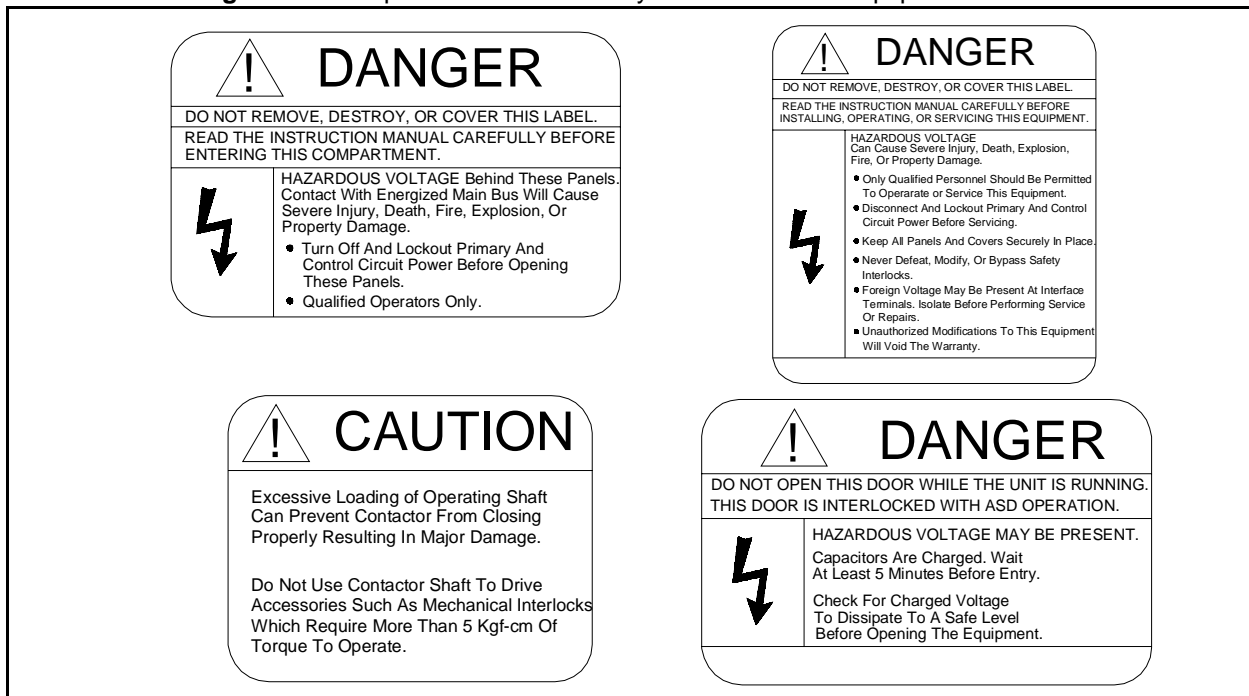 DANGER
DO NOT REMOVE, DESTROY, OR COVER THIS LABEL.
READ THE INSTRUCTION MANUAL CAREFULLY BEFORE
ENTERING THIS COMPARTMENT.
HAZARDOUS VOLTAGE Behind These Panels.
Contact With Energized Main Bus Will Cause
Severe Injury, Death, Fire, Explosion, Or
Property Damage.
• Turn Off And Lockout Primary And
Control Circuit Power Before Opening
These Panels.
• Qualified Operators Only.
DANGER
DO NOT REMOVE, DESTROY, OR COVER THIS LABEL.
READ THE INSTRUCTION MANUAL CAREFULLY BEFORE
INSTALLING, OPERATING, OR SERVICING THIS EQUIPMENT.
HAZARDOUS VOLTAGE
Can Cause Severe Injury, Death, Explosion,
Fire, Or Property Damage.
• Only Qualified Personnel Should Be Permitted
To Operarate or Service This Equipment.
• Disconnect And Lockout Primary And Control
Circuit Power Before Servicing.
• Keep All Panels And Covers Securely In Place.
• Never Defeat, Modify, Or Bypass Safety
Interlocks.
• Foreign Voltage May Be Present At Interface
Terminals. Isolate Before Performing Service
Or Repairs.
• Unauthorized Modifications To This Equipment
Will Void The Warranty.
CAUTION
Excessive Loading of Operating Shaft
Can Prevent Contactor From Closing
Properly Resulting In Major Damage.
Do Not Use Contactor Shaft To Drive
Accessories Such As Mechanical Interlocks
Which Require More Than 5 Kgf-cm Of
Torque To Operate.
DANGER
DO NOT OPEN THIS DOOR WHILE THE UNIT IS RUNNING.
THIS DOOR IS INTERLOCKED WITH ASD OPERATION.
HAZARDOUS VOLTAGE MAY BE PRESENT.
Capacitors Are Charged. Wait
At Least 5 Minutes Before Entry.
Check For Charged Voltage
To Dissipate To A Safe Level
Before Opening The Equipment.